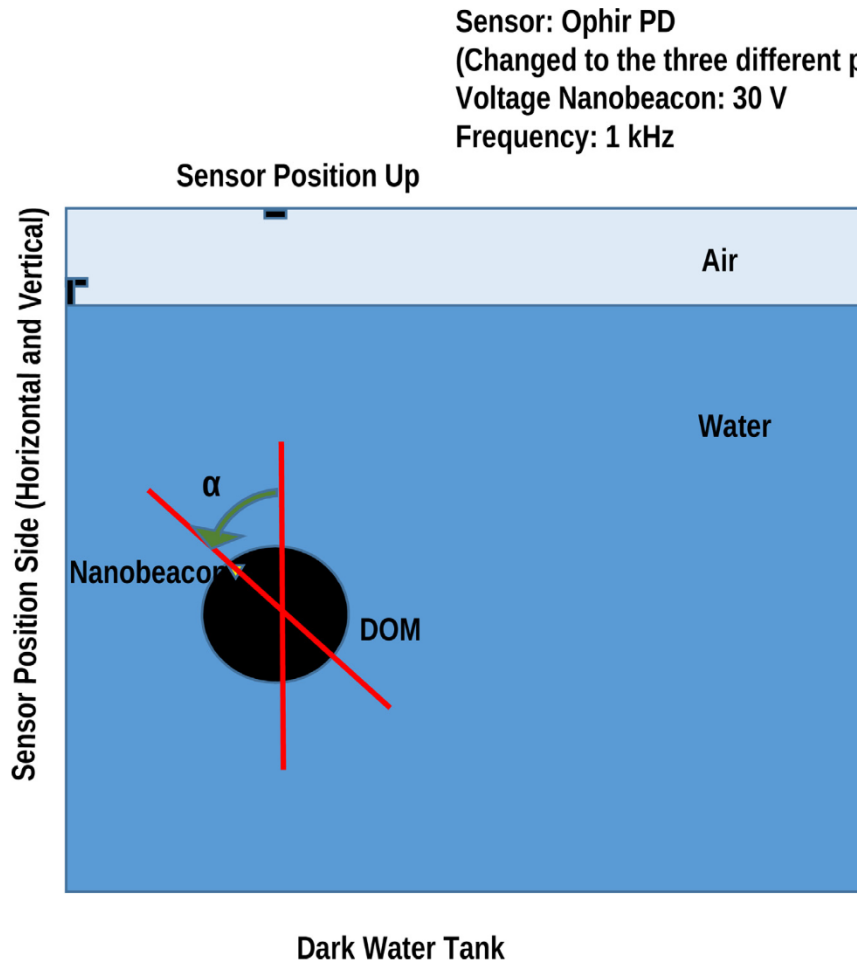 Sensor: Ophir PD
(Changed to the three different
Voltage Nanobeacon: 30 V
Frequency: 1 kHz
Sensor Position Up
Sensor Position Side (Horizontal and Vertical)
Air
Water
α
Nanobeacon
DOM
Dark Water Tank